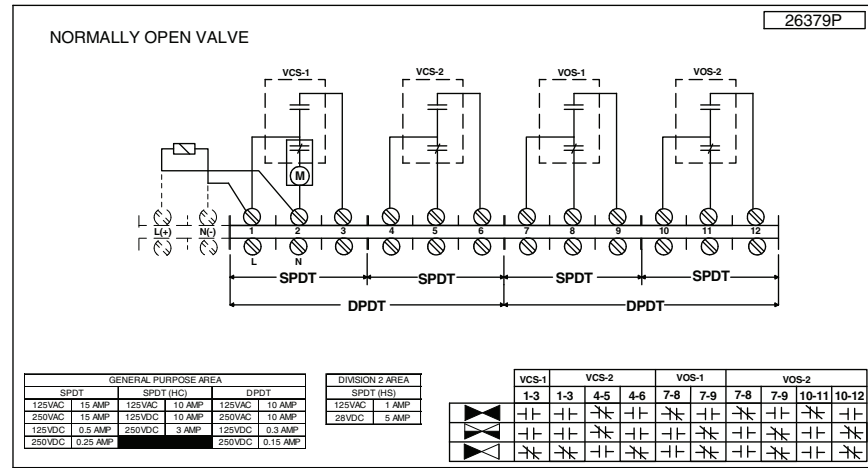 26379P
NORMALLY OPEN VALVE
VCS-1 VCS-2 VOS-1 VOS-2
M
L(+) N(-) 1 2 3 4 5 6 7 8 9 10 11 12
L N
SPDT SPDT SPDT SPDT
DPDT DPDT
GENERAL PURPOSE AREA
SPDT SPDT (HC) DPDT
125VAC 15 AMP 125VAC 10 AMP 125VAC 10 AMP
250VAC 15 AMP 125VDC 10 AMP 250VAC 10 AMP
125VDC 0.5 AMP 250VDC 3 AMP 125VDC 0.3 AMP
250VDC 0.25 AMP 250VDC 0.15 AMP
DIVISION 2 AREA
SPDT (HS)
125VAC 1 AMP
28VDC 5 AMP
VCS-1 VCS-2 VOS-1 VOS-2
1-3 1-3 4-5 4-6 7-8 7-9 7-8 7-9 10-11 10-12